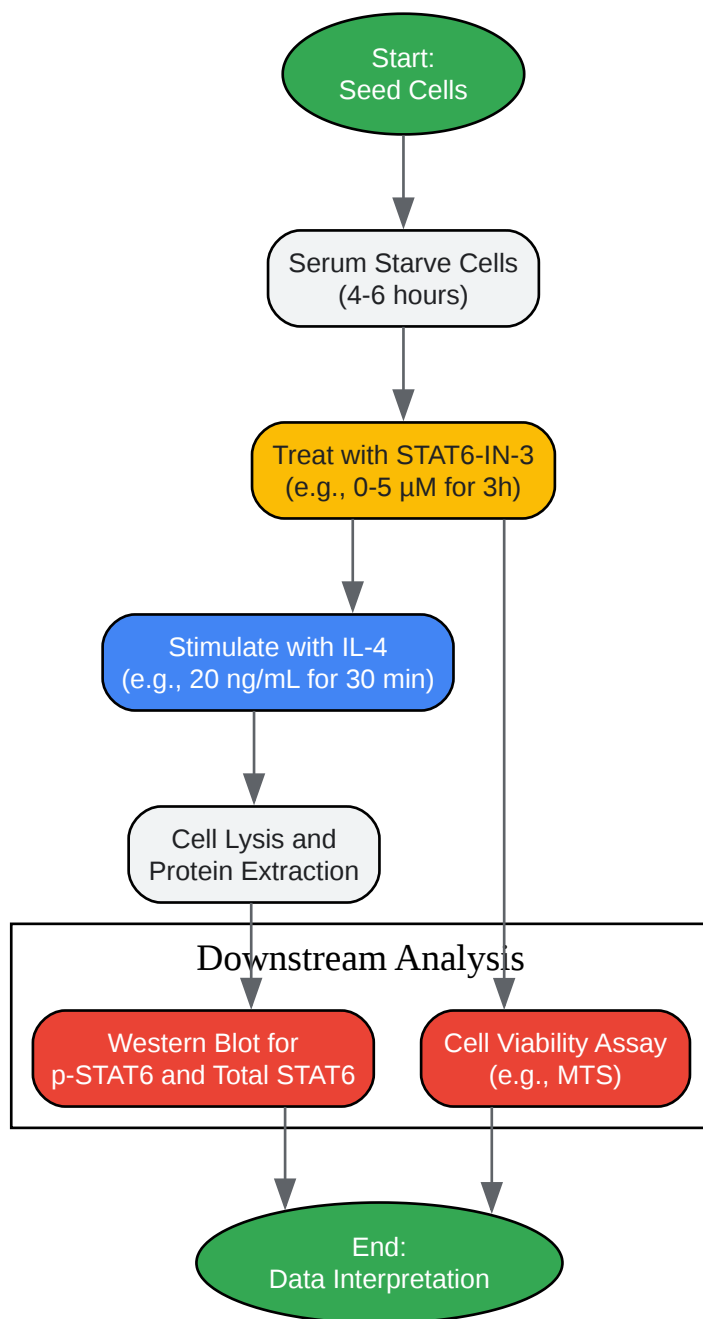 Start:
Seed Cells
Serum Starve Cells
(4-6 hours)
Treat with STAT6-IN-3
(e.g., 0-5 µM for 3h)
Stimulate with IL-4
(e.g., 20 ng/mL for 30 min)
Cell Lysis and
Protein Extraction
Downstream Analysis
Western Blot for
p-STAT6 and Total STAT6
Cell Viability Assay
(e.g., MTS)
End:
Data Interpretation